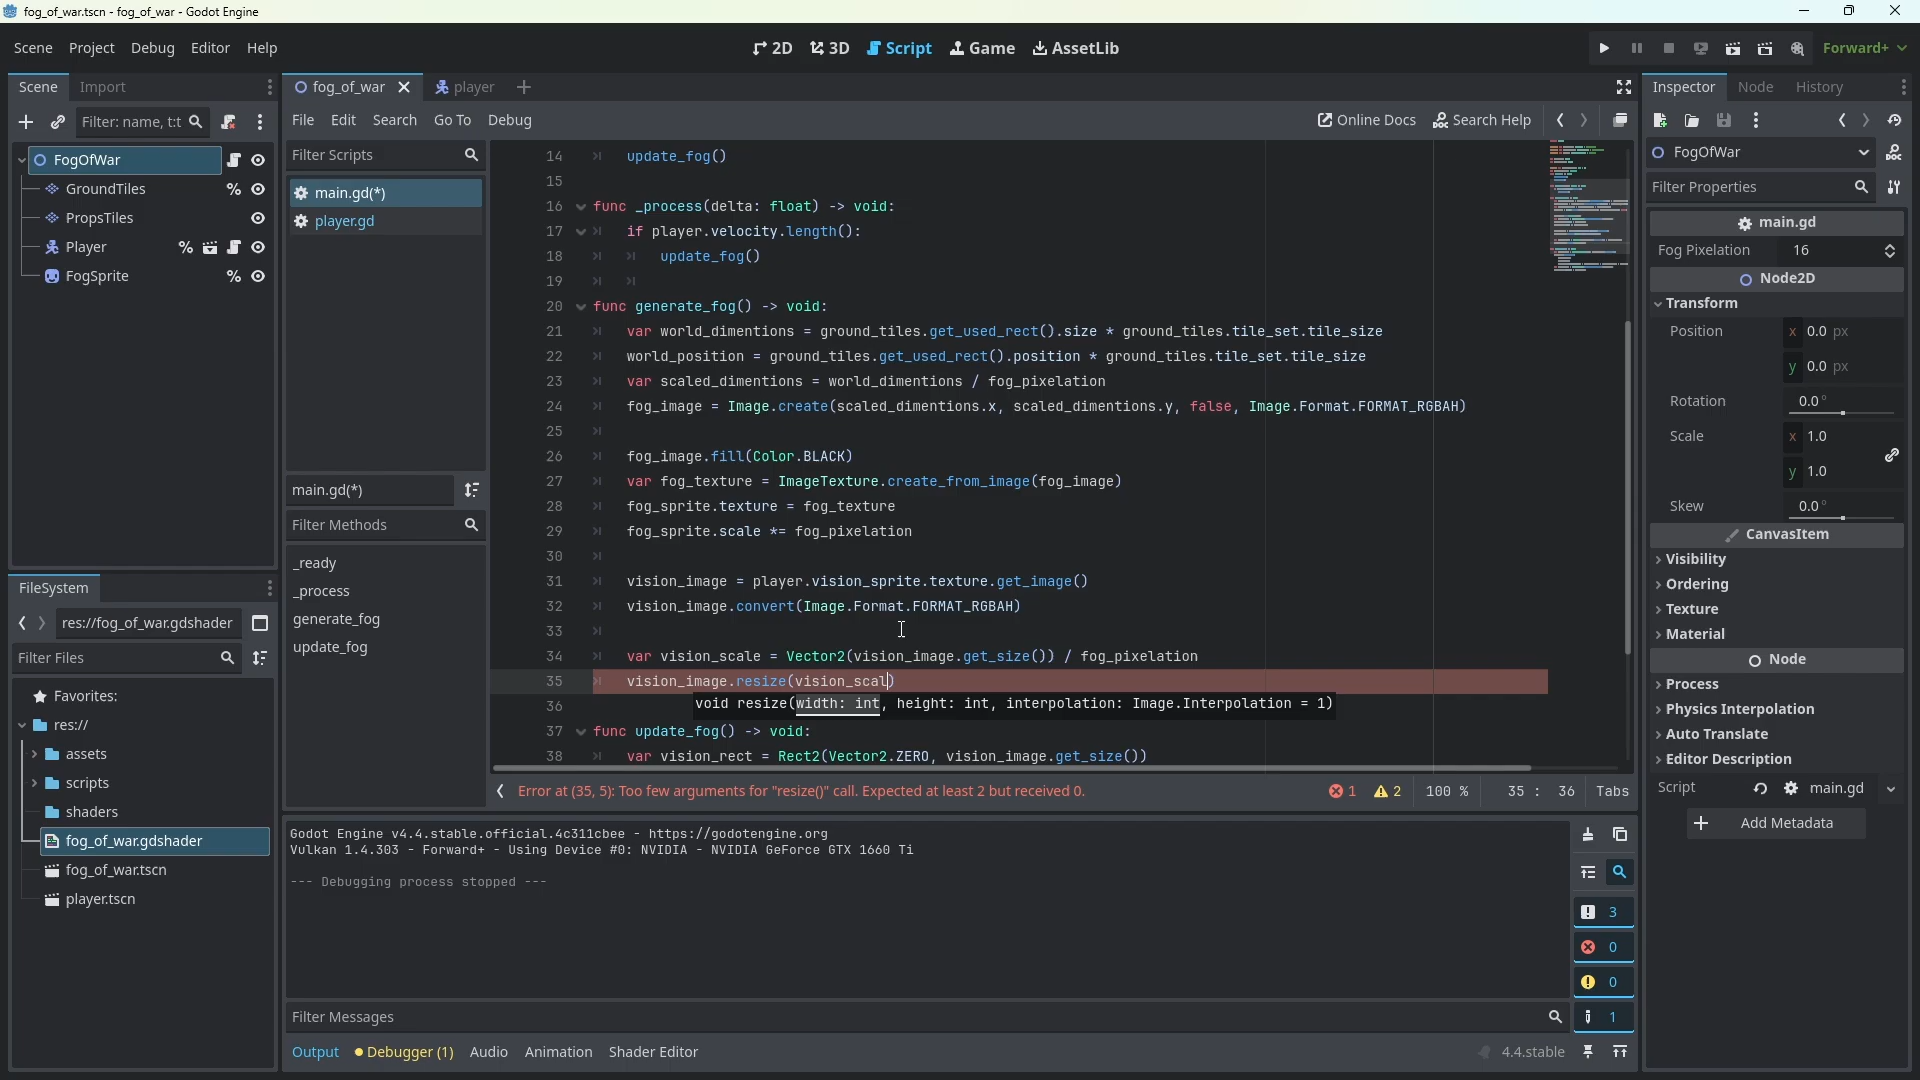 fog_of_war.tscn - fog_of_war - Godot Engine
Scene Project Debug Editor Help
2D 3D Script Game AssetLib
Forward+
Scene Import
Filter: name, t:t
FogOfWar
GroundTiles
PropsTiles
Player
FogSprite
FileSystem
res://fog_of_war.gdshader
Filter Files
Favorites:
res://
assets
scripts
shaders
fog_of_war.gdshader
fog_of_war.tscn
player.tscn
fog_of_war player
File Edit Search Go To Debug
Online Docs Search Help
Filter Scripts
main.gd(*)
player.gd
main.gd(*)
Filter Methods
_ready
_process
generate_fog
update_fog
14 update_fog()
15
16 func _process(delta: float) -> void:
17 if player.velocity.length():
18 update_fog()
19
20 func generate_fog() -> void:
21 var world_dimentions = ground_tiles.get_used_rect().size * ground_tiles.tile_set.tile_size
22 world_position = ground_tiles.get_used_rect().position * ground_tiles.tile_set.tile_size
23 var scaled_dimentions = world_dimentions / fog_pixelation
24 fog_image = Image.create(scaled_dimentions.x, scaled_dimentions.y, false, Image.Format.FORMAT_RGBAH)
25
26 fog_image.fill(Color.BLACK)
27 var fog_texture = ImageTexture.create_from_image(fog_image)
28 fog_sprite.texture = fog_texture
29 fog_sprite.scale *= fog_pixelation
30
31 vision_image = player.vision_sprite.texture.get_image()
32 vision_image.convert(Image.Format.FORMAT_RGBAH)
33
34 var vision_scale = Vector2(vision_image.get_size()) / fog_pixelation
35 vision_image.resize(vision_scal)
36 void resize(width: int, height: int, interpolation: Image.Interpolation = 1)
37 func update_fog() -> void:
38 var vision_rect = Rect2(Vector2.ZERO, vision_image.get_size())
Error at (35, 5): Too few arguments for "resize()" call. Expected at least 2 but received 0.
1 2 100 % 35 : 36 Tabs
Godot Engine v4.4.stable.official.4c311cbee - https://godotengine.org
Vulkan 1.4.303 - Forward+ - Using Device #0: NVIDIA - NVIDIA GeForce GTX 1660 Ti
--- Debugging process stopped ---
3
0
0
1
Filter Messages
Output Debugger (1) Audio Animation Shader Editor
4.4.stable
Inspector Node History
FogOfWar
Filter Properties
main.gd
Fog Pixelation 16
Node2D
Transform
Position x 0.0 px
y 0.0 px
Rotation 0.0 °
Scale x 1.0
y 1.0
Skew 0.0 °
CanvasItem
Visibility
Ordering
Texture
Material
Node
Process
Physics Interpolation
Auto Translate
Editor Description
Script main.gd
Add Metadata